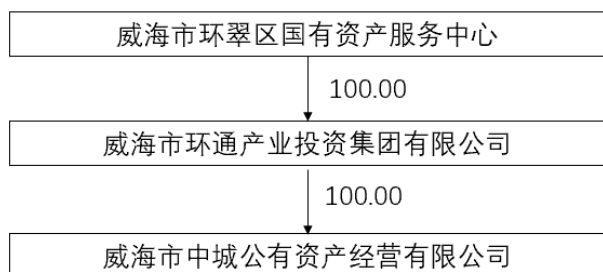 威海市环翠区国有资产服务中心
100.00
威海市环通产业投资集团有限公司
100.00
威海市中城公有资产经营有限公司